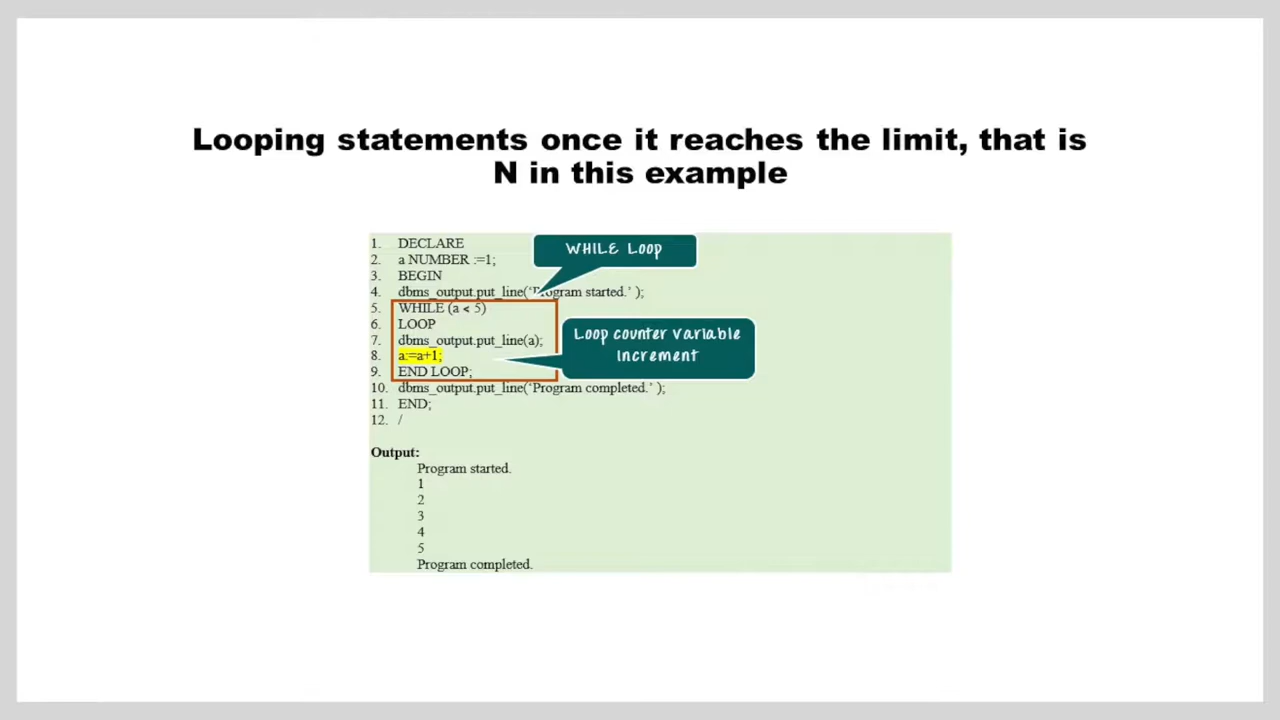 Looping statements once it reaches the limit, that is
N in this example
1. DECLARE
2. a NUMBER :=1;
3. BEGIN
4. dbms_output.put_line(‘Program started.’ );
5. WHILE (a < 5)
6. LOOP
7. dbms_output.put_line(a);
8. a:=a+1;
9. END LOOP;
10. dbms_output.put_line(‘Program completed.’ );
11. END;
12. /
WHILE Loop
Loop counter variable
increment
Output:
Program started.
1
2
3
4
5
Program completed.